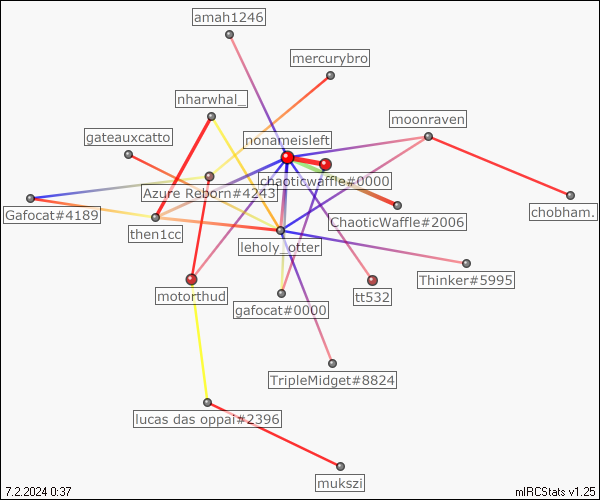 amah1246
mercurybro
nharwhal_
moonraven
gateauxcatto
nonameisleft
chaoticwaffle#0000
Azure Reborn#4243
Gafocat#4189
ChaoticWaffle#2006
chobham.
then1cc
leholy_otter
Thinker#5995
motorthud
tt532
gafocat#0000
TripleMidget#8824
lucas das oppai#2396
mukszi
7.2.2024 0:37
mIRCStats v1.25